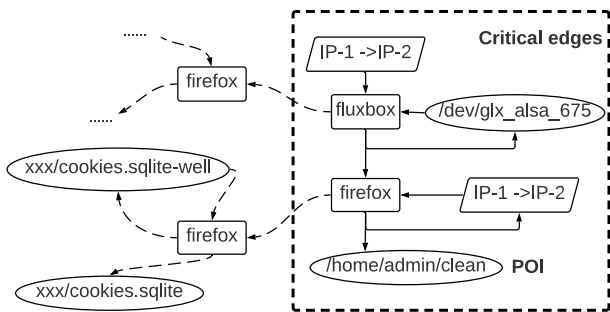 ......
Critical edges
IP-1 ->IP-2
firefox
fluxbox
/dev/glx_alsa_675
......
xxx/cookies.sqlite-well
firefox
IP-1 ->IP-2
firefox
/home/admin/clean
POI
xxx/cookies.sqlite